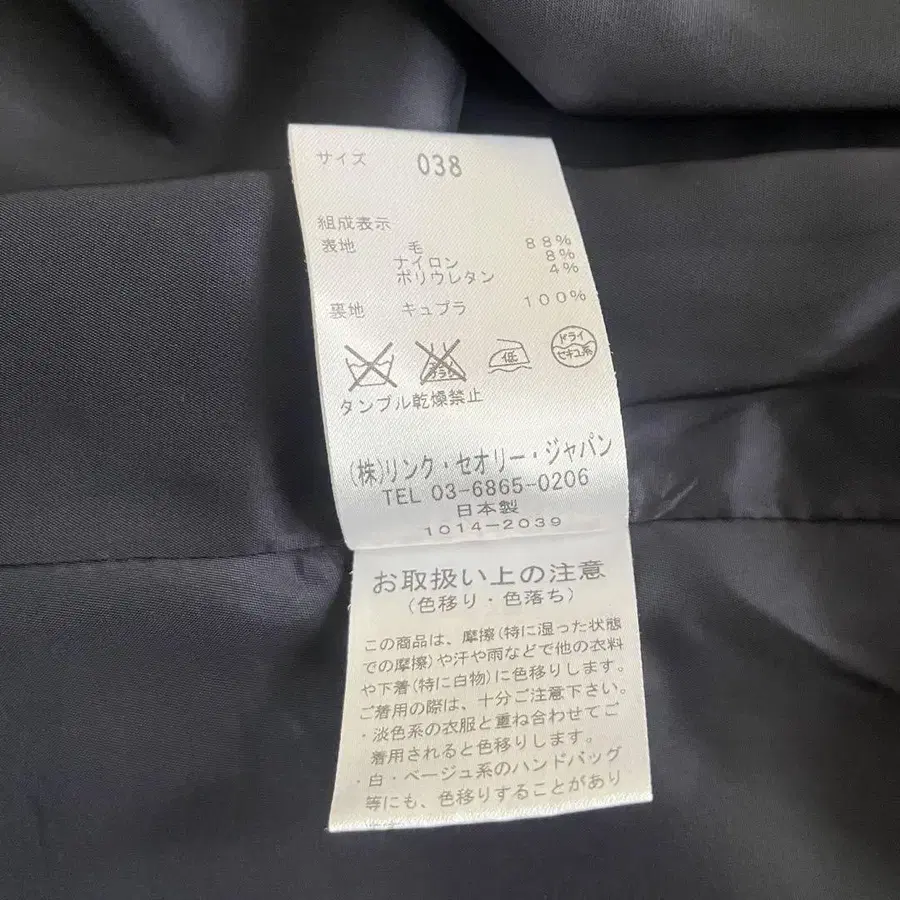 サイズ 038
組成表示
表地 毛 88%
ナイロン 8%
ポリウレタン 4%
裏地 キュプラ 100%
低
ドライ
セキユ系
タンブル乾燥禁止
(株)リンク・セオリー・ジャパン
TEL 03-6865-0206
日本製
1014-2039
お取扱い上の注意
(色移り・色落ち)
この商品は、摩擦(特に湿った状態
での摩擦)や汗や雨などで他の衣料
や下着(特に白物)に色移りします。
ご着用の際は、十分ご注意下さい。
・淡色系の衣服と重ね合わせてご
着用されると色移りします。
・白・ベージュ系のハンドバッグ
等にも、色移りすることがあり